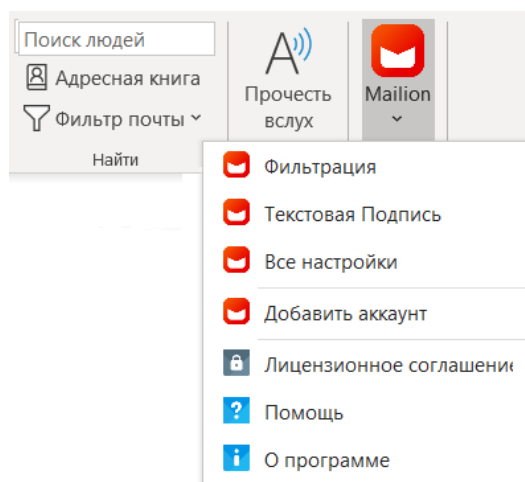 Поиск людей
Адресная книга
Фильтр почты
Найти
Прочесть
вслух
Mailion
Фильтрация
Текстовая Подпись
Все настройки
Добавить аккаунт
Лицензионное соглашение
Помощь
О программе